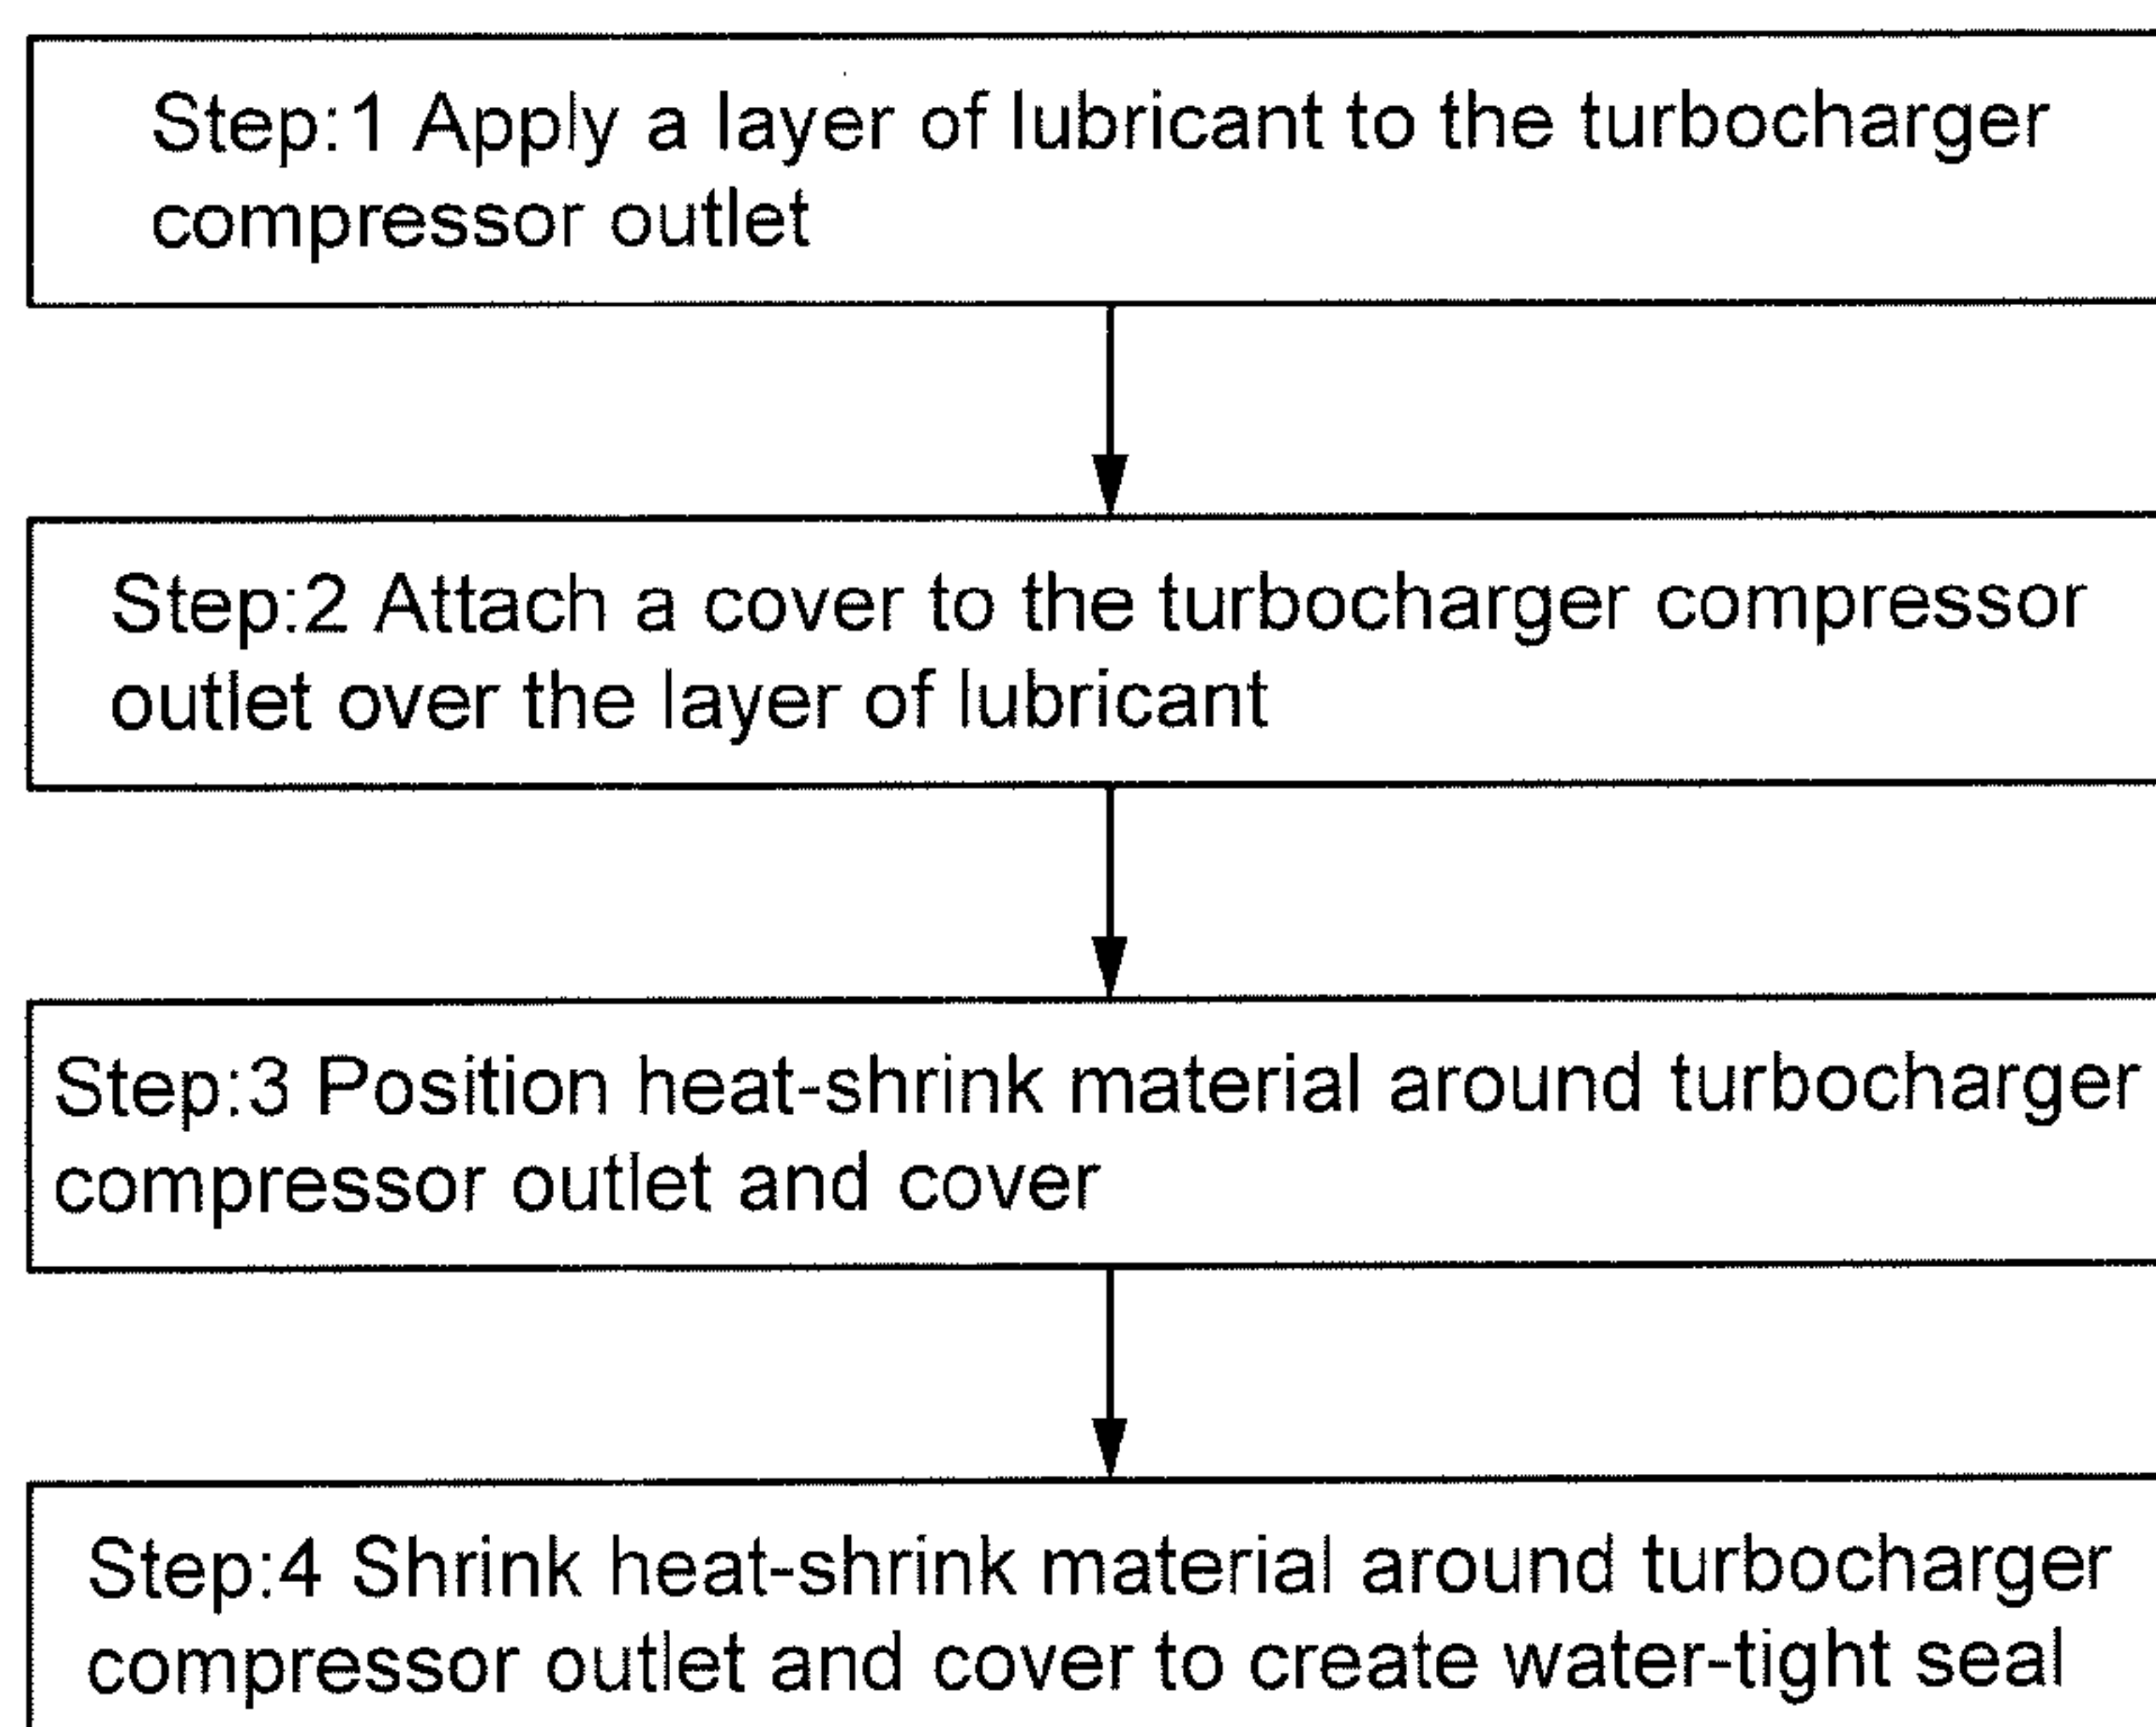 Step:1 Apply a layer of lubricant to the turbocharger
compressor outlet
Step:2 Attach a cover to the turbocharger compressor
outlet over the layer of lubricant
Step:3 Position heat-shrink material around turbocharger
compressor outlet and cover
Step:4 Shrink heat-shrink material around turbocharger
compressor outlet and cover to create water-tight seal